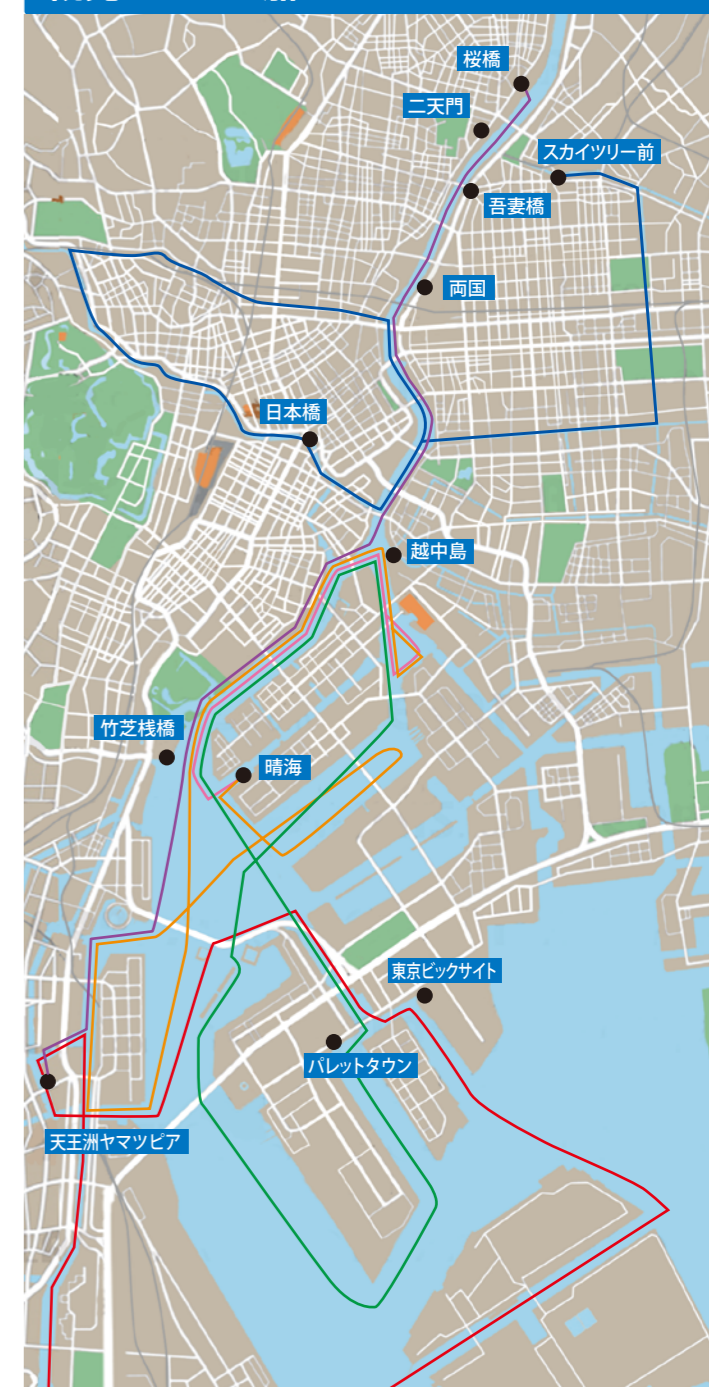 桜橋
二天門
スカイツリー前
吾妻橋
両国
日本橋
越中島
竹芝桟橋
晴海
東京ビックサイト
パレットタウン
天王洲ヤマツピア